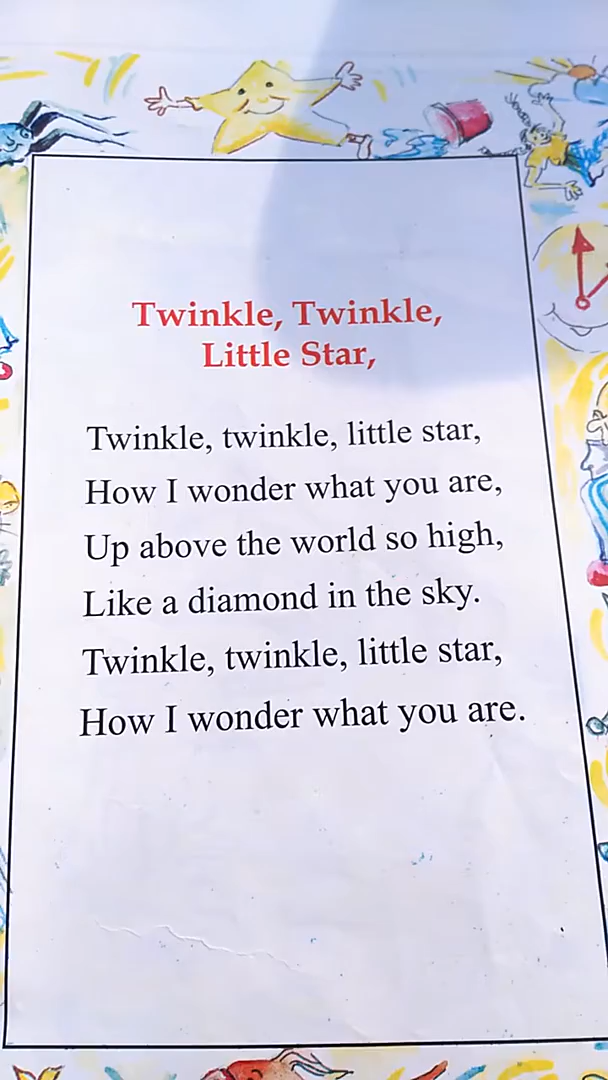 Twinkle, Twinkle,
Little Star,
Twinkle, twinkle, little star,
How I wonder what you are,
Up above the world so high,
Like a diamond in the sky.
Twinkle, twinkle, little star,
How I wonder what you are.